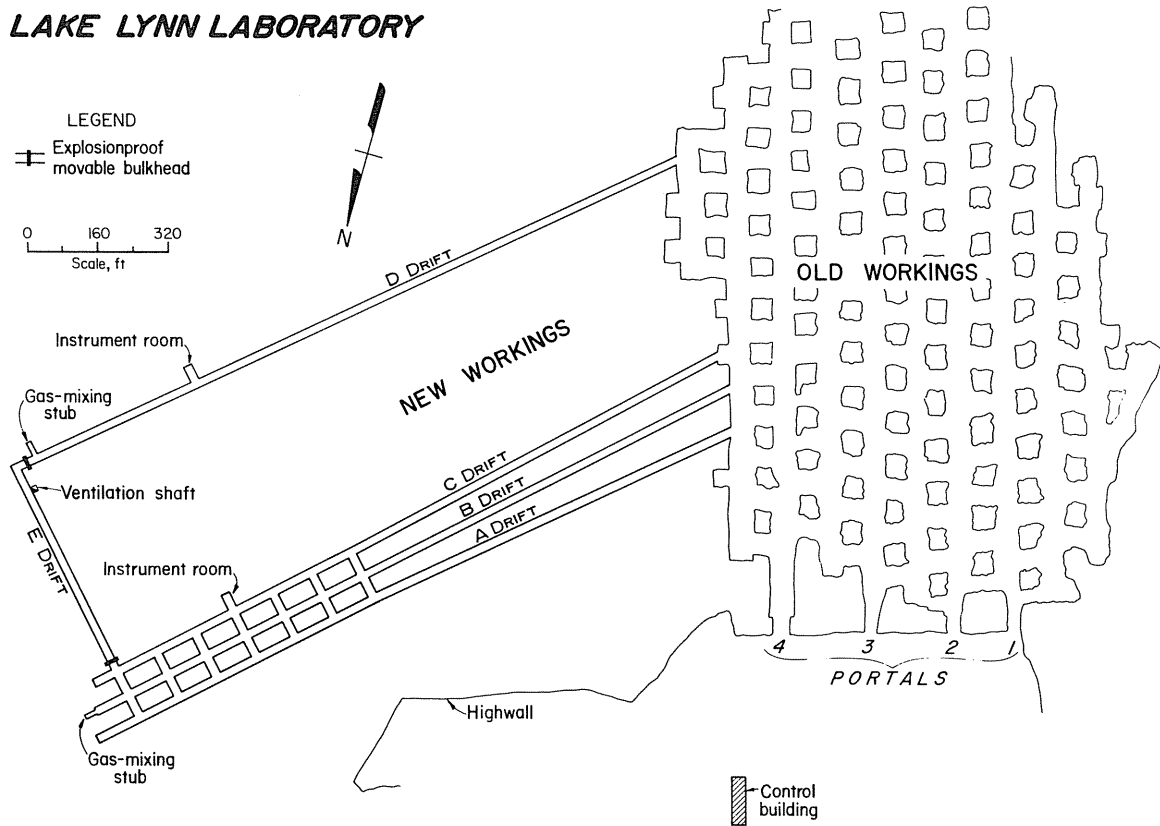 LAKE LYNN LABORATORY
LEGEND
Explosionproof
movable bulkhead
0 160 320
Scale, ft
N
D DRIFT
OLD WORKINGS
Instrument room
NEW WORKINGS
Gas-mixing
stub
Ventilation shaft
C DRIFT
B DRIFT
A DRIFT
E DRIFT
Instrument room
4 3 2 1
PORTALS
Highwall
Gas-mixing
stub
Control
building